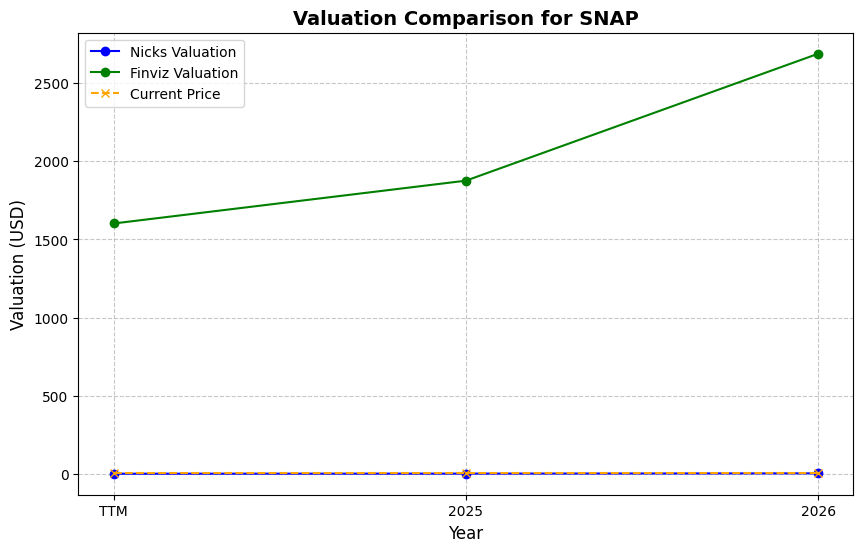 Valuation Comparison for SNAP
Nicks Valuation
Finviz Valuation
Current Price
Valuation (USD)
2500
2000
1500
1000
500
0
TTM 2025 2026
Year